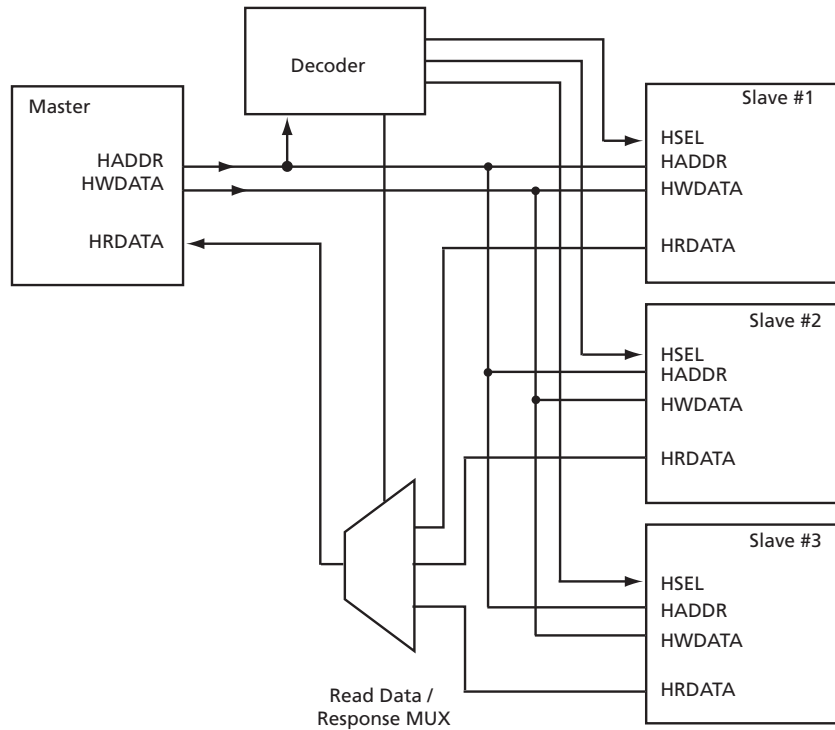 Decoder
Master
HADDR
HWDATA
HRDATA
Slave #1
HSEL
HADDR
HWDATA
HRDATA
Slave #2
HSEL
HADDR
HWDATA
HRDATA
Slave #3
HSEL
HADDR
HWDATA
HRDATA
Read Data /
Response MUX